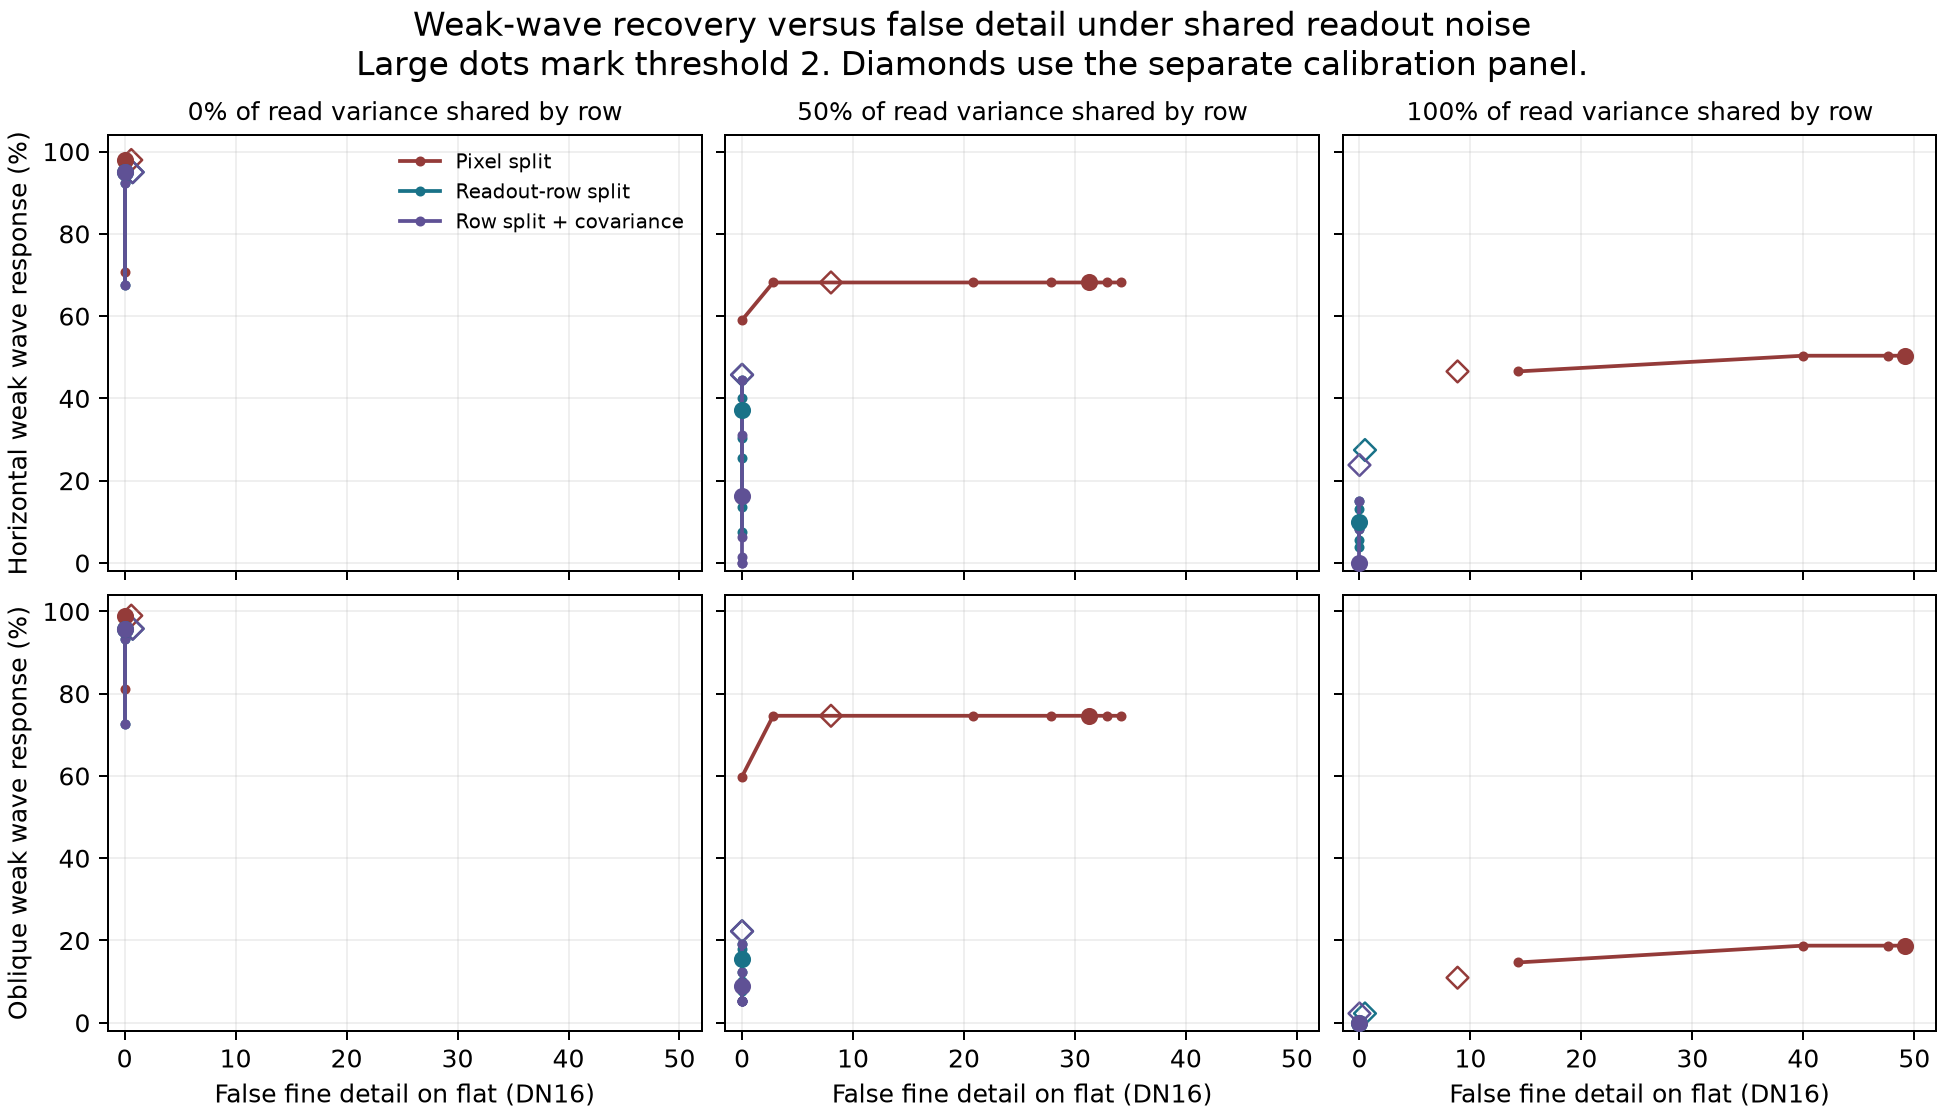 Weak-wave recovery versus false detail under shared readout noise
Large dots mark threshold 2. Diamonds use the separate calibration panel.
0% of read variance shared by row
50% of read variance shared by row
100% of read variance shared by row
Horizontal weak wave response (%)
100
80
60
40
20
0
Pixel split
Readout-row split
Row split + covariance
Oblique weak wave response (%)
100
80
60
40
20
0
0 10 20 30 40 50
0 10 20 30 40 50
0 10 20 30 40 50
False fine detail on flat (DN16)
False fine detail on flat (DN16)
False fine detail on flat (DN16)